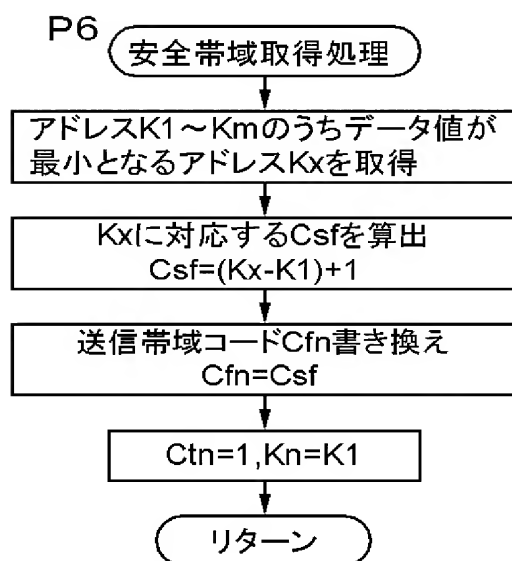 P6
安全帯域取得処理
アドレスK1～Kmのうちデータ値が
最小となるアドレスKxを取得
Kxに対応するCsfを算出
Csf=(Kx-K1)+1
送信帯域コードCfn書き換え
Cfn=Csf
Ctn=1,Kn=K1
リターン